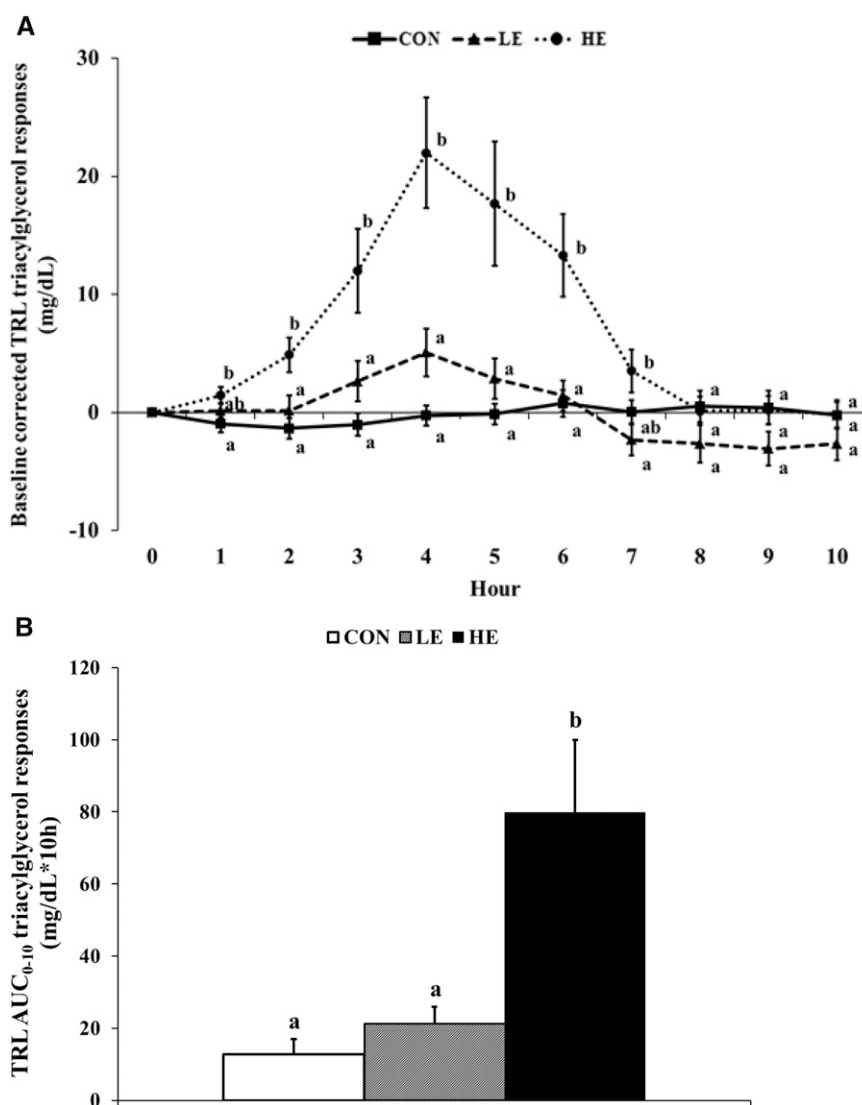 A
CON LE HE
Baseline corrected TRL triacylglycerol responses
(mg/dL)
30
20
10
0
-10
b
b
b
b
b
b
b
ab
a
a
a
a
a
a
a
a
a
a
a
a
a
a
ab
a
a
a
a
a
a
a
a
a
0 1 2 3 4 5 6 7 8 9 10
Hour
B
CON LE HE
TRL AUC0-10 triacylglycerol responses
(mg/dL*10h)
120
100
80
60
40
20
0
a
a
b